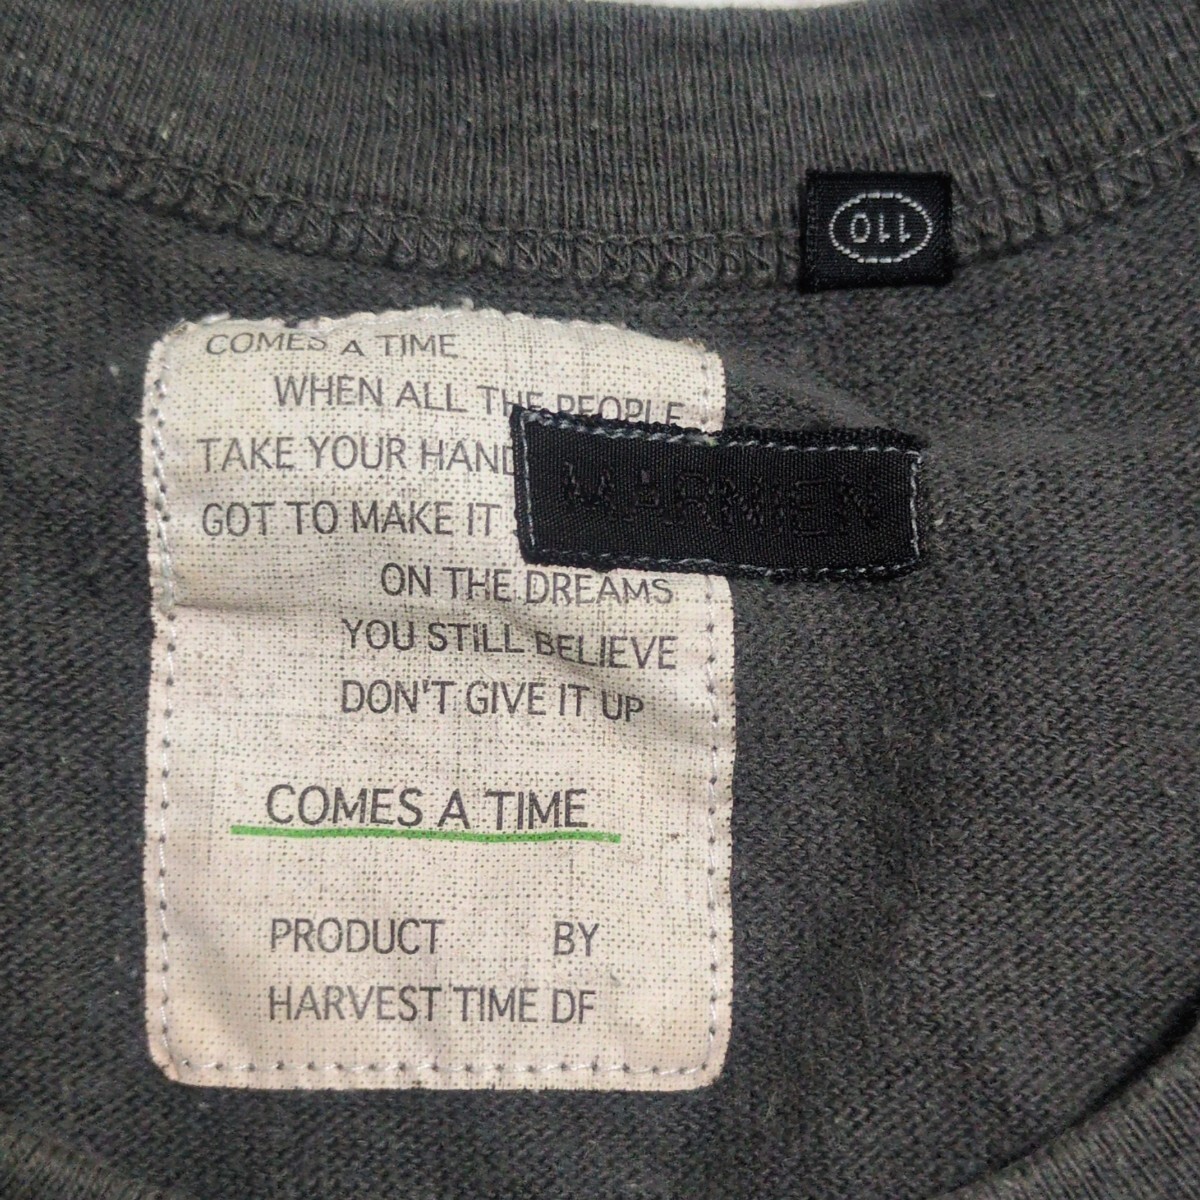 110
COMES A TIME
WHEN ALL THE PEOPLE
TAKE YOUR HAND
GOT TO MAKE IT
MARNIEN
ON THE DREAMS
YOU STILL BELIEVE
DON'T GIVE IT UP
COMES A TIME
PRODUCT BY
HARVEST TIME DF